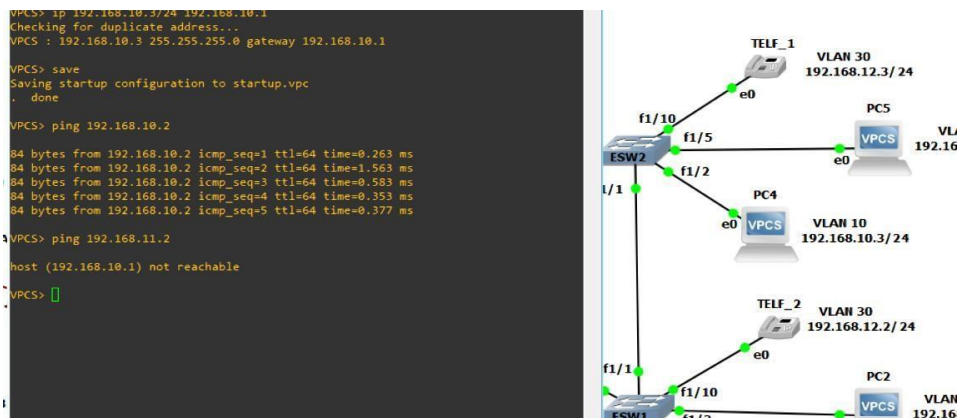 VPCS> ip 192.168.10.3/24 192.168.10.1
Checking for duplicate address...
VPCS : 192.168.10.3 255.255.255.0 gateway 192.168.10.1
VPCS> save
Saving startup configuration to startup.vpc
.  done
VPCS> ping 192.168.10.2
84 bytes from 192.168.10.2 icmp_seq=1 ttl=64 time=0.263 ms
84 bytes from 192.168.10.2 icmp_seq=2 ttl=64 time=1.563 ms
84 bytes from 192.168.10.2 icmp_seq=3 ttl=64 time=0.583 ms
84 bytes from 192.168.10.2 icmp_seq=4 ttl=64 time=0.353 ms
84 bytes from 192.168.10.2 icmp_seq=5 ttl=64 time=0.377 ms
VPCS> ping 192.168.11.2
host (192.168.10.1) not reachable
VPCS>
TELF_1
VLAN 30
192.168.12.3/24
e0
f1/10
PC5
f1/5
VPCS
VLA
192.16
e0
ESW2
f1/2
1/1
PC4
e0
VPCS
VLAN 10
192.168.10.3/24
TELF_2
VLAN 30
192.168.12.2/24
e0
f1/1
f1/10
PC2
VPCS
VLAN
192.16
ESW1